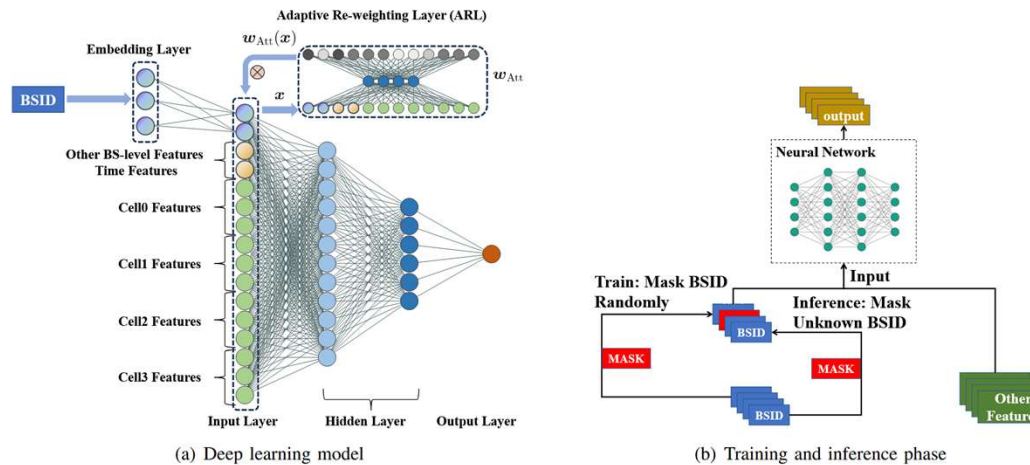 Adaptive Re-weighting Layer (ARL)
w_Att(x)
Embedding Layer
w_Att
BSID
x
Other BS-level Features
Time Features
Cell0 Features
Cell1 Features
Cell2 Features
Cell3 Features
Input Layer
Hidden Layer
Output Layer
(a) Deep learning model
output
Neural Network
Input
Train: Mask BSID
Randomly
Inference: Mask
Unknown BSID
BSID
MASK
MASK
BSID
Other
Feature
(b) Training and inference phase